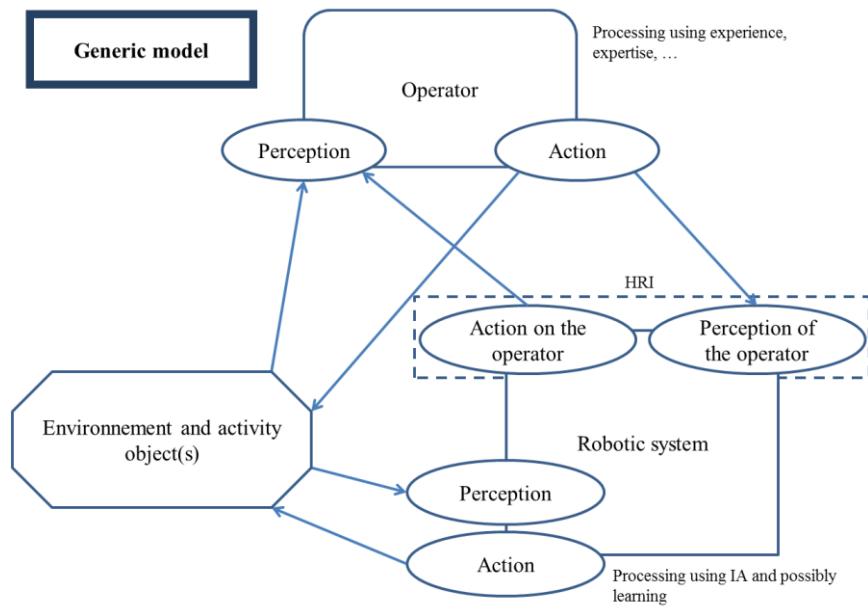 Generic model
Processing using experience,
expertise, …
Operator
Perception
Action
HRI
Action on the
operator
Perception of
the operator
Environnement and activity
object(s)
Robotic system
Perception
Action
Processing using IA and possibly
learning